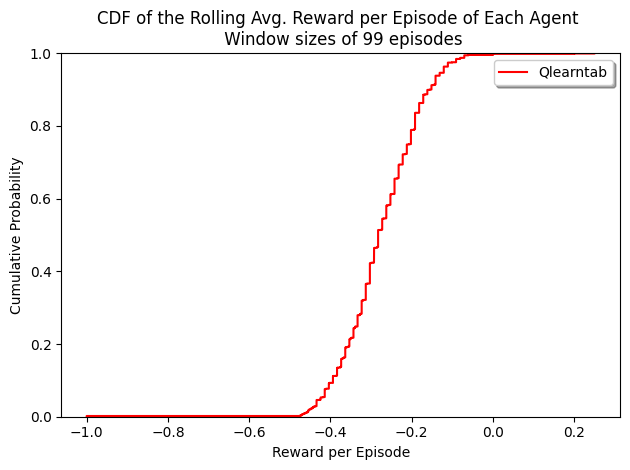 CDF of the Rolling Avg. Reward per Episode of Each Agent
Window sizes of 99 episodes
Qlearntab
Cumulative Probability
1.0
0.8
0.6
0.4
0.2
0.0
−1.0 −0.8 −0.6 −0.4 −0.2 0.0 0.2
Reward per Episode